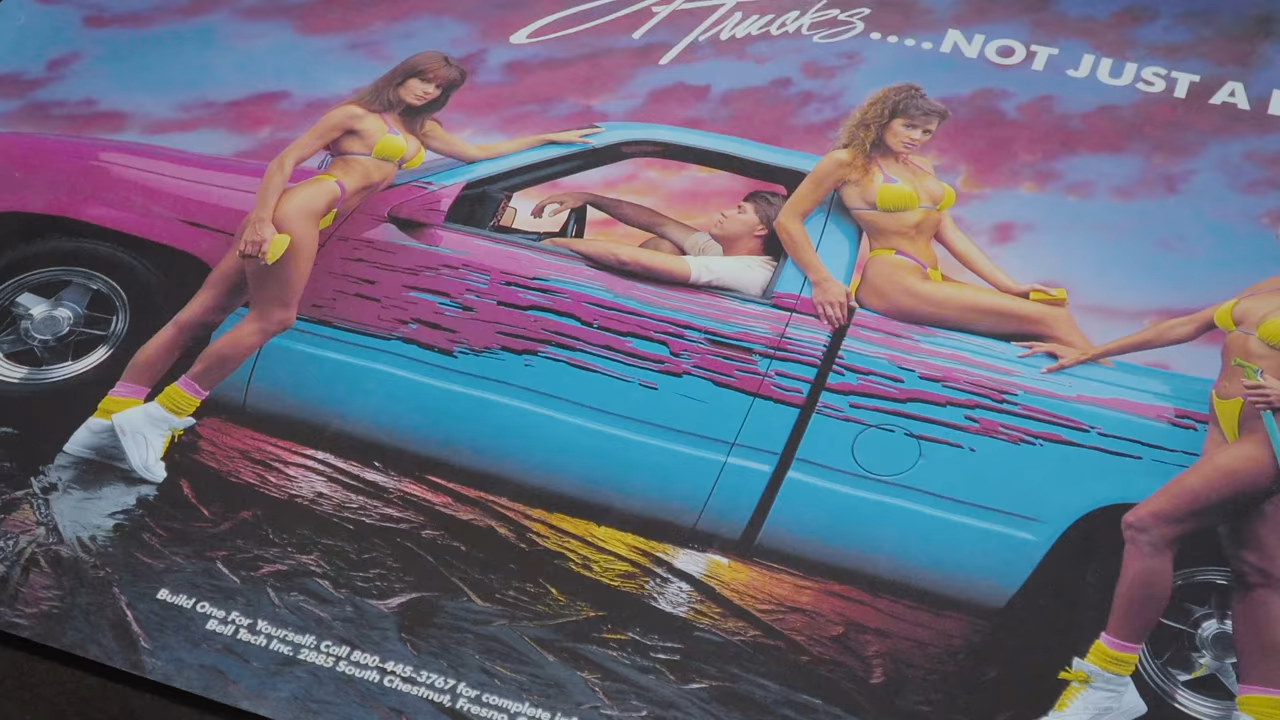 Trucks....NOT JUST A
Build One For Yourself: Call 800-445-3767 for complete
Bell Tech Inc. 2885 South Chestnut, Fresno,